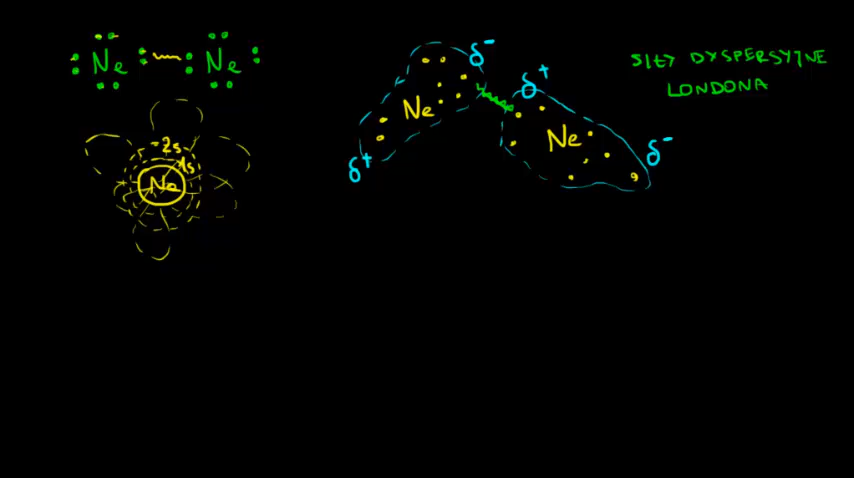 Ne Ne
2s
1s
Ne
δ-
Ne
δ+
δ+
Ne
δ-
SIŁY DYSPERSYJNE
LONDONA